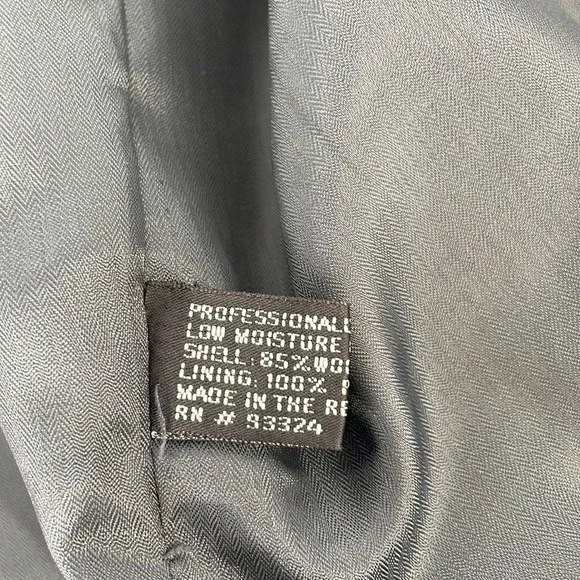 PROFESSIONALL
LOW MOISTURE
SHELL: 85% WO
LINING: 100%
MADE IN THE RE
RN # 93324